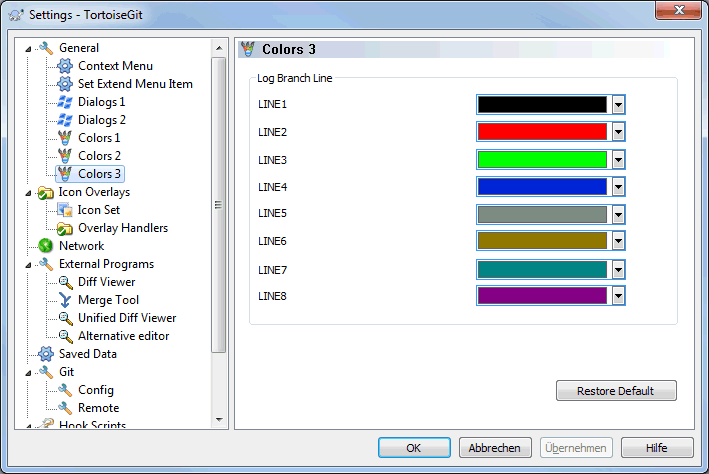 Settings - TortoiseGit
General
Context Menu
Set Extend Menu Item
Dialogs 1
Dialogs 2
Colors 1
Colors 2
Colors 3
Icon Overlays
Icon Set
Overlay Handlers
Network
External Programs
Diff Viewer
Merge Tool
Unified Diff Viewer
Alternative editor
Saved Data
Git
Config
Remote
Hook Scripts
Colors 3
Log Branch Line
LINE1
LINE2
LINE3
LINE4
LINE5
LINE6
LINE7
LINE8
Restore Default
OK
Abbrechen
Übernehmen
Hilfe